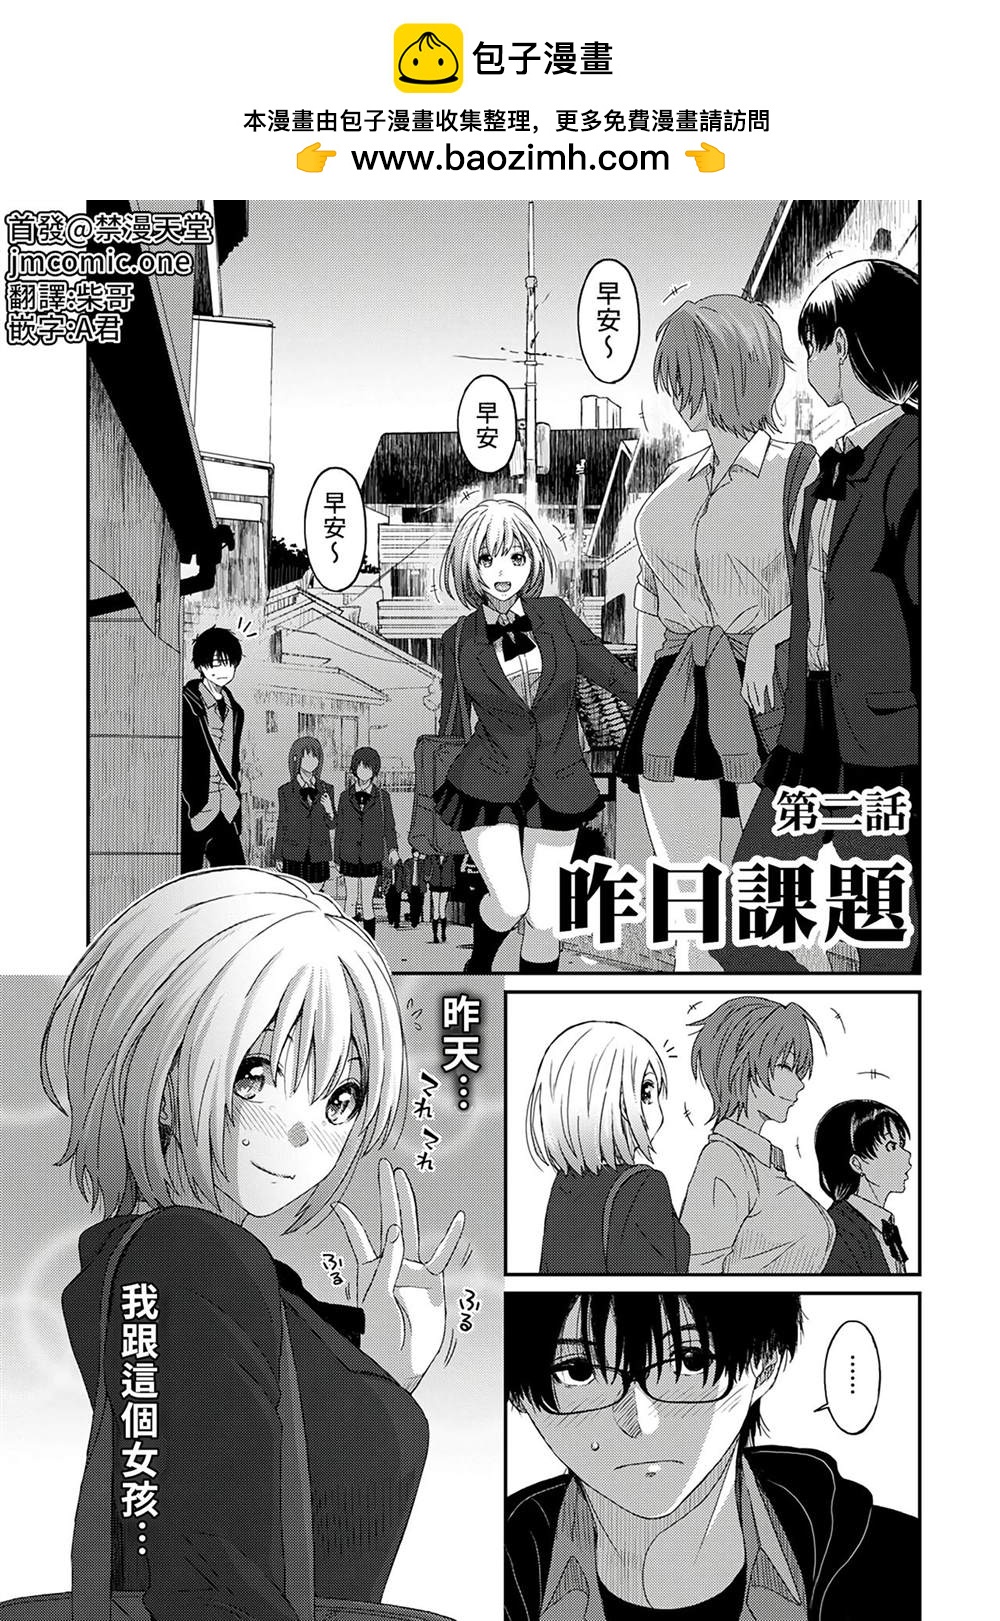 包子漫畫
本漫畫由包子漫畫收集整理，更多免費漫畫請訪問
👉 www.baozimh.com 👈
首發@禁漫天堂
jmcomic.one
翻譯:柴哥
嵌字:A君
早安～
早安
早安～
第二話
昨日課題
昨天…
くれ
くれ
ふる
ふる
我跟這個女孩…
……